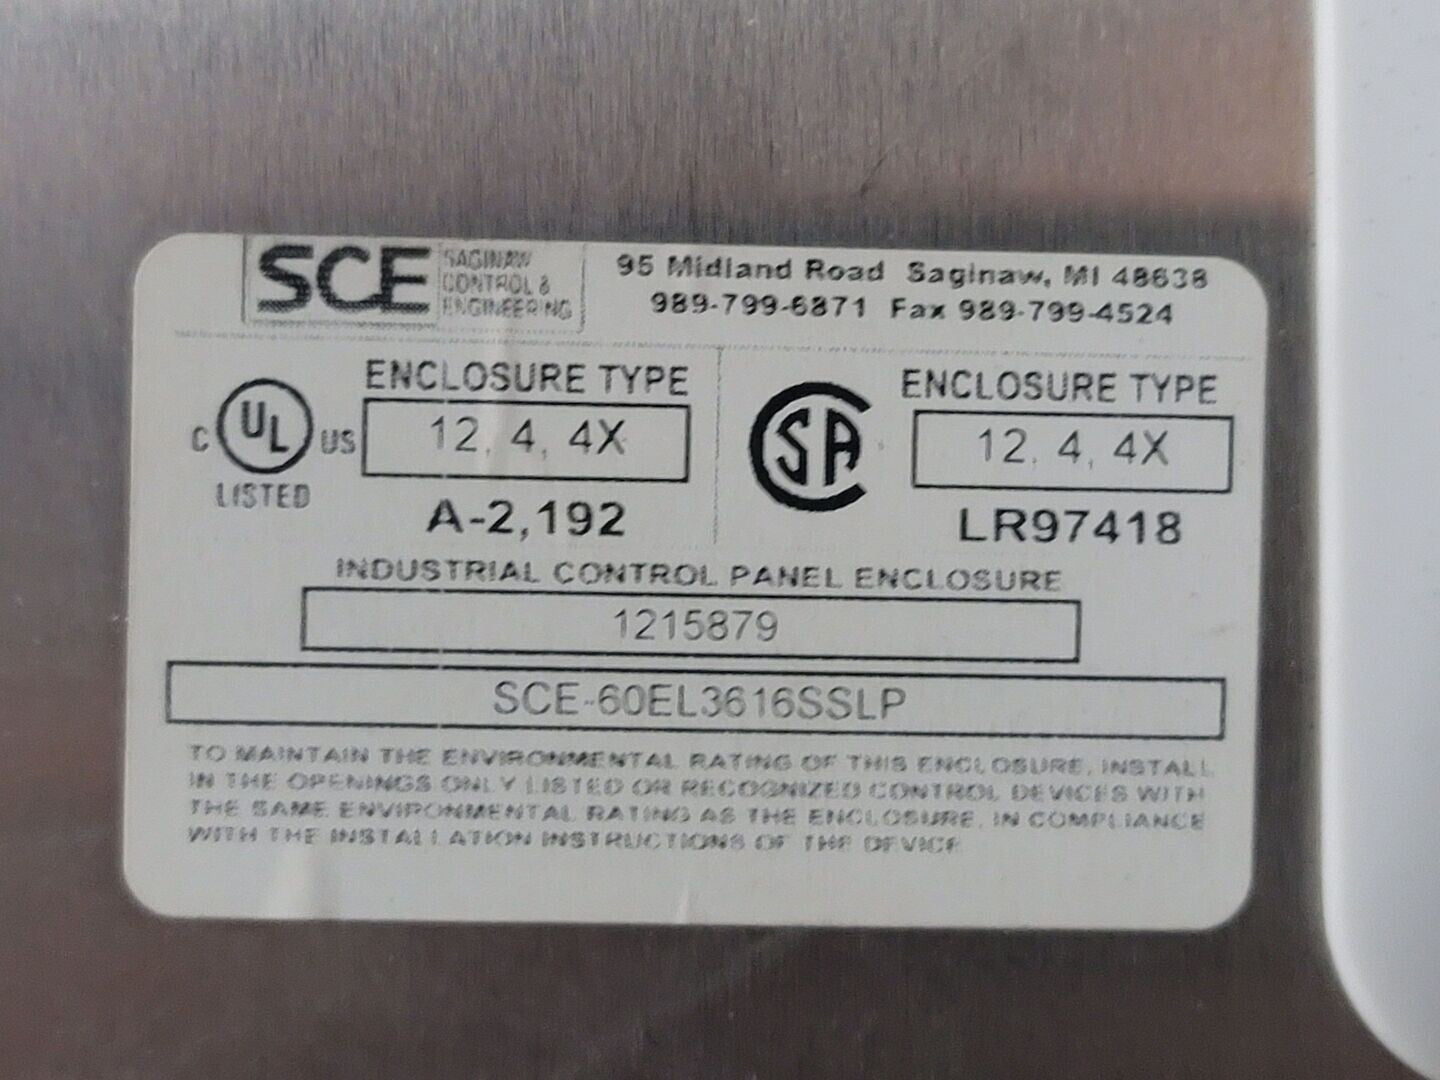 SCE SAGINAW CONTROL & ENGINEERING
95 Midland Road Saginaw, MI 48638
989-799-6871 Fax 989-799-4524
C UL US LISTED
ENCLOSURE TYPE
12, 4, 4X
A-2,192
SA
ENCLOSURE TYPE
12, 4, 4X
LR97418
INDUSTRIAL CONTROL PANEL ENCLOSURE
1215879
SCE-60EL3616SSLP
TO MAINTAIN THE ENVIRONMENTAL RATING OF THIS ENCLOSURE, INSTALL
IN THE OPENINGS ONLY LISTED OR RECOGNIZED CONTROL DEVICES WITH
THE SAME ENVIRONMENTAL RATING AS THE ENCLOSURE, IN COMPLIANCE
WITH THE INSTALLATION INSTRUCTIONS OF THE DEVICE